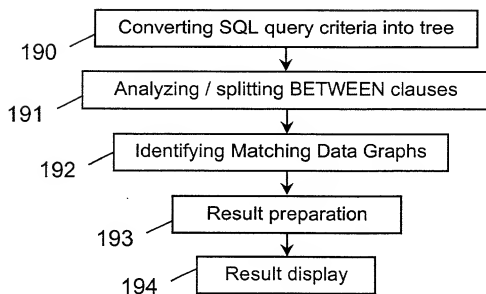 Converting SQL query criteria into tree
190
Analyzing / splitting BETWEEN clauses
191
Identifying Matching Data Graphs
192
Result preparation
193
Result display
194